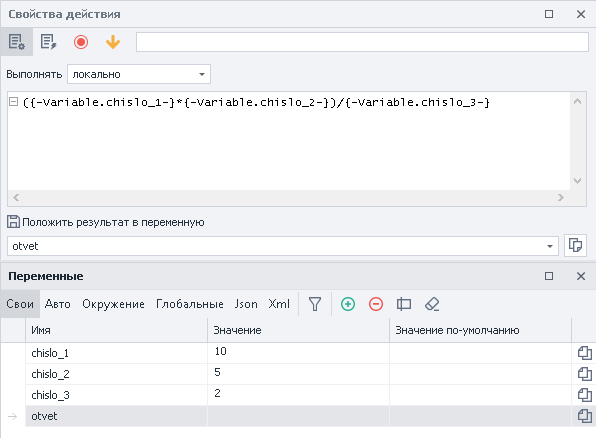 Свойства действия
Выполнять локально
({-Variable.chislo_1-}*{-Variable.chislo_2-})/{-Variable.chislo_3-}
Положить результат в переменную
otvet
Переменные
Свои Авто Окружение Глобальные Json Xml
Имя Значение Значение по-умолчанию
chislo_1 10
chislo_2 5
chislo_3 2
otvet